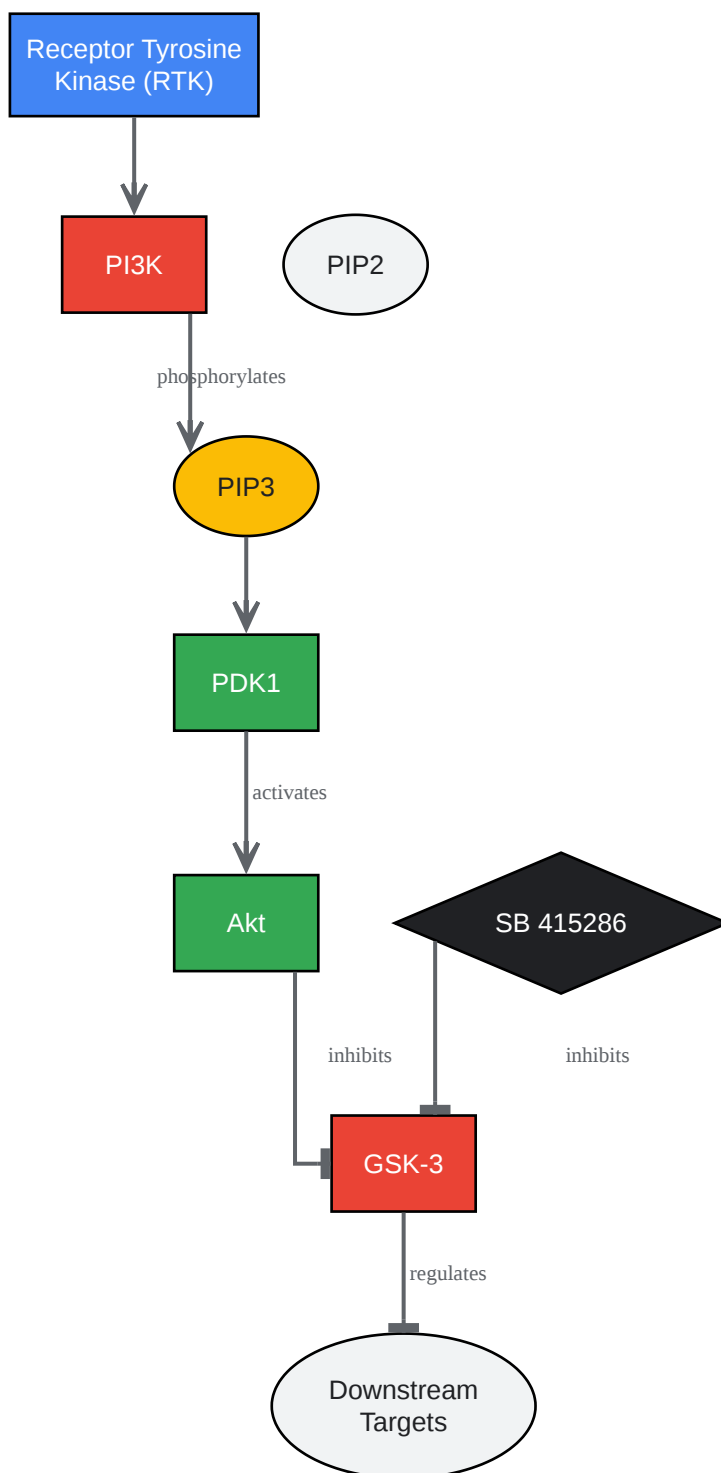 Receptor Tyrosine
Kinase (RTK)
PI3K
PIP2
phosphorylates
PIP3
PDK1
activates
Akt
SB 415286
inhibits
inhibits
GSK-3
regulates
Downstream
Targets